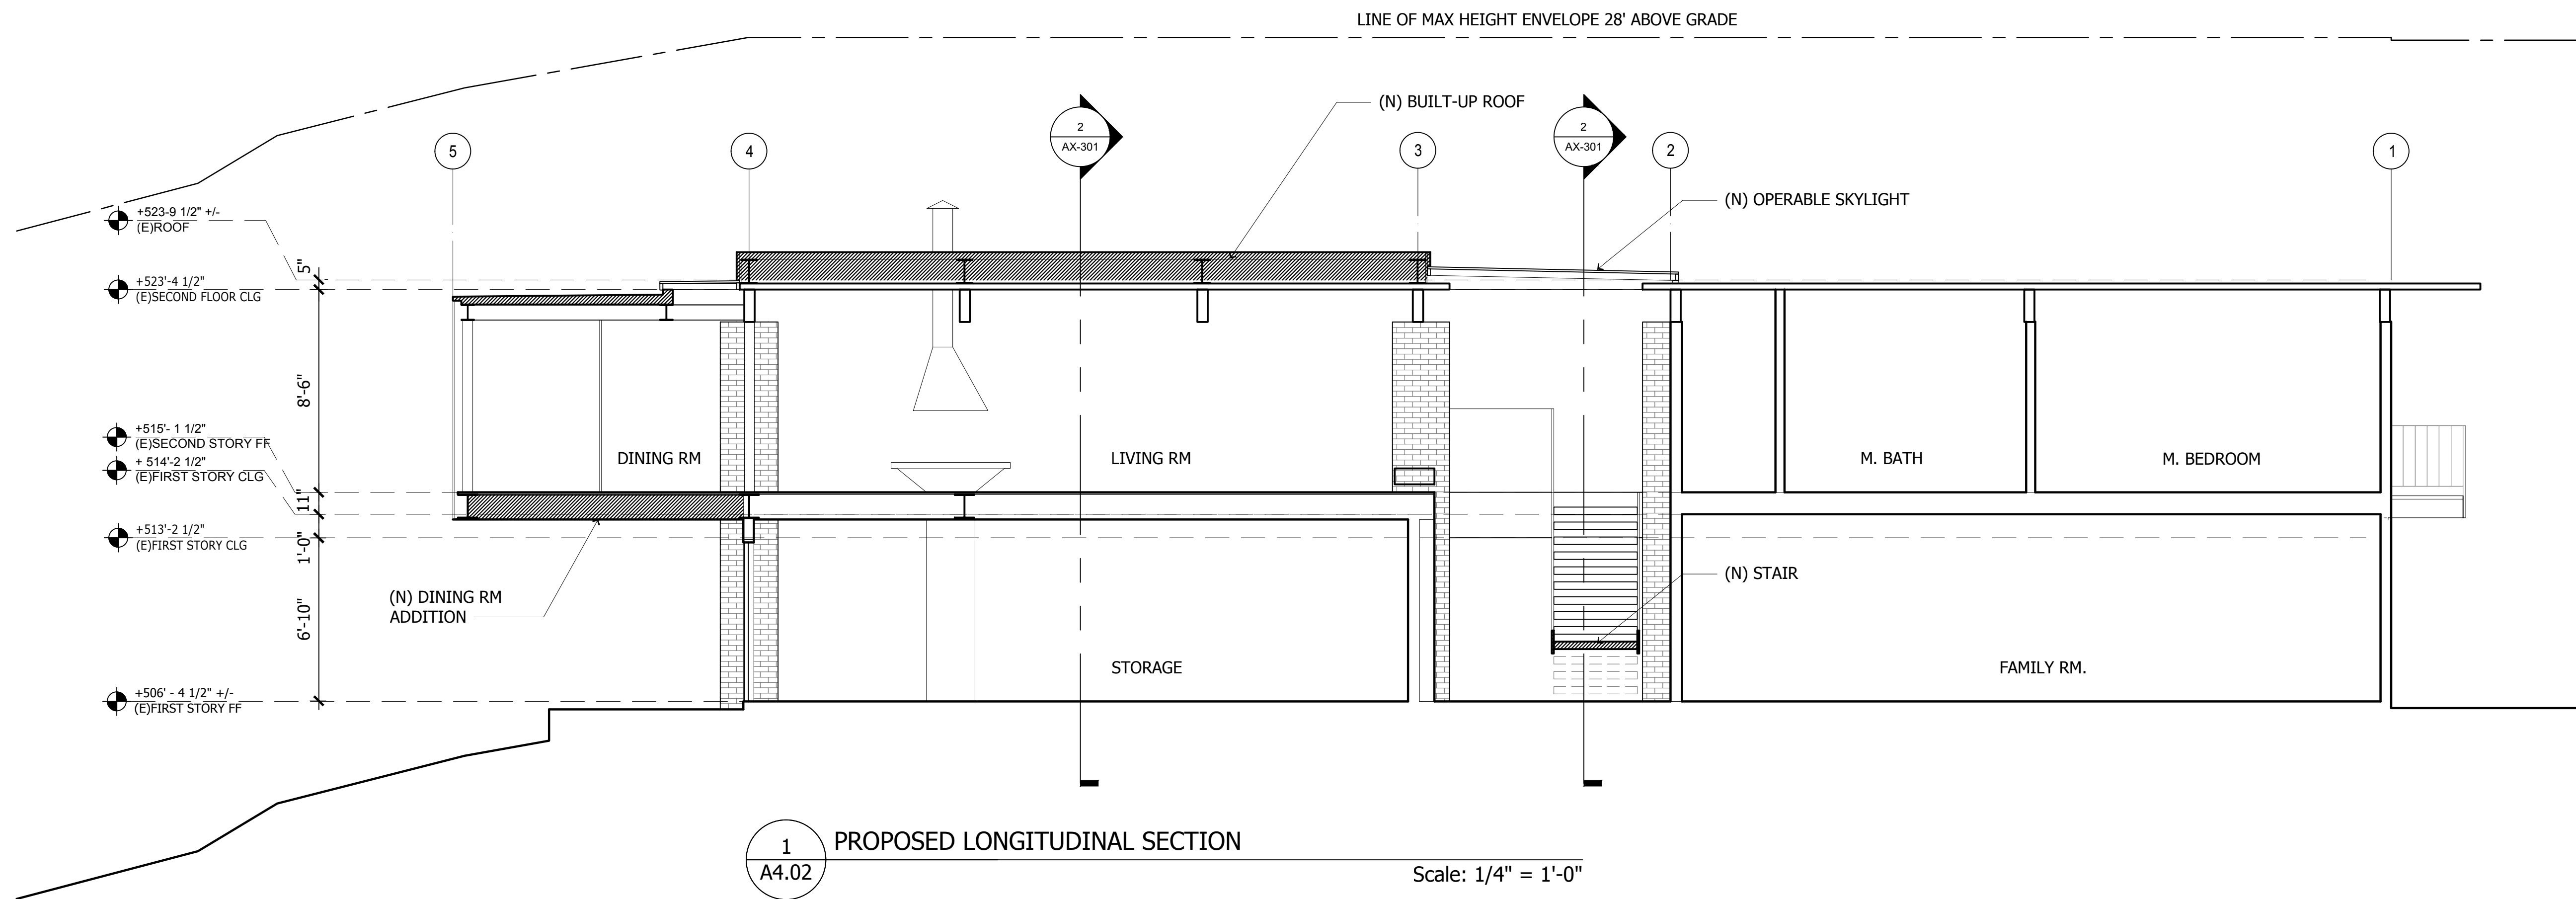 LINE OF MAX HEIGHT ENVELOPE 28' ABOVE GRADE
(N) BUILT-UP ROOF
5
4
2
AX-301
3
2
AX-301
2
1
(N) OPERABLE SKYLIGHT
+523-9 1/2" +/-
(E)ROOF
5"
+523'-4 1/2"
(E)SECOND FLOOR CLG
8'-6"
+515'- 1 1/2"
(E)SECOND STORY FF
+ 514'-2 1/2"
(E)FIRST STORY CLG
11"
+513'-2 1/2"
(E)FIRST STORY CLG
1'-0"
6'-10"
+506' - 4 1/2" +/-
(E)FIRST STORY FF
DINING RM
LIVING RM
M. BATH
M. BEDROOM
(N) DINING RM
ADDITION
(N) STAIR
STORAGE
FAMILY RM.
1
A4.02
PROPOSED LONGITUDINAL SECTION
Scale: 1/4" = 1'-0"